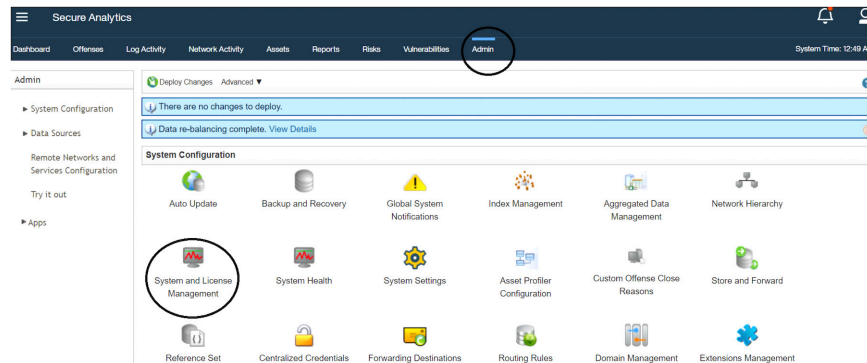 Secure Analytics
Dashboard Offenses Log Activity Network Activity Assets Reports Risks Vulnerabilities Admin System Time: 12:49 A
Admin
Deploy Changes Advanced ▼
System Configuration
Data Sources
Remote Networks and
Services Configuration
Try it out
Apps
There are no changes to deploy.
Data re-balancing complete. View Details
System Configuration
Auto Update
Backup and Recovery
Global System
Notifications
Index Management
Aggregated Data
Management
Network Hierarchy
System and License
Management
System Health
System Settings
Asset Profiler
Configuration
Custom Offense Close
Reasons
Store and Forward
Reference Set
Centralized Credentials
Forwarding Destinations
Routing Rules
Domain Management
Extensions Management